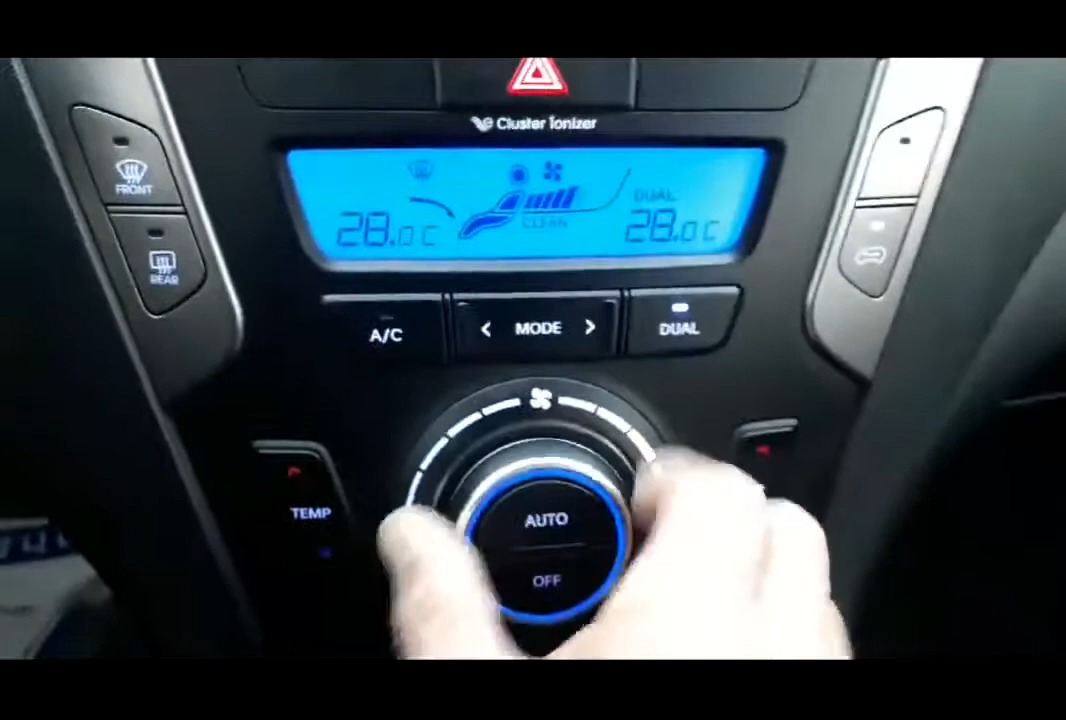 Cluster Ionizer
FRONT
REAR
DUAL
28.0C
CLEAN
28.0C
A/C
< MODE >
DUAL
TEMP
AUTO
OFF